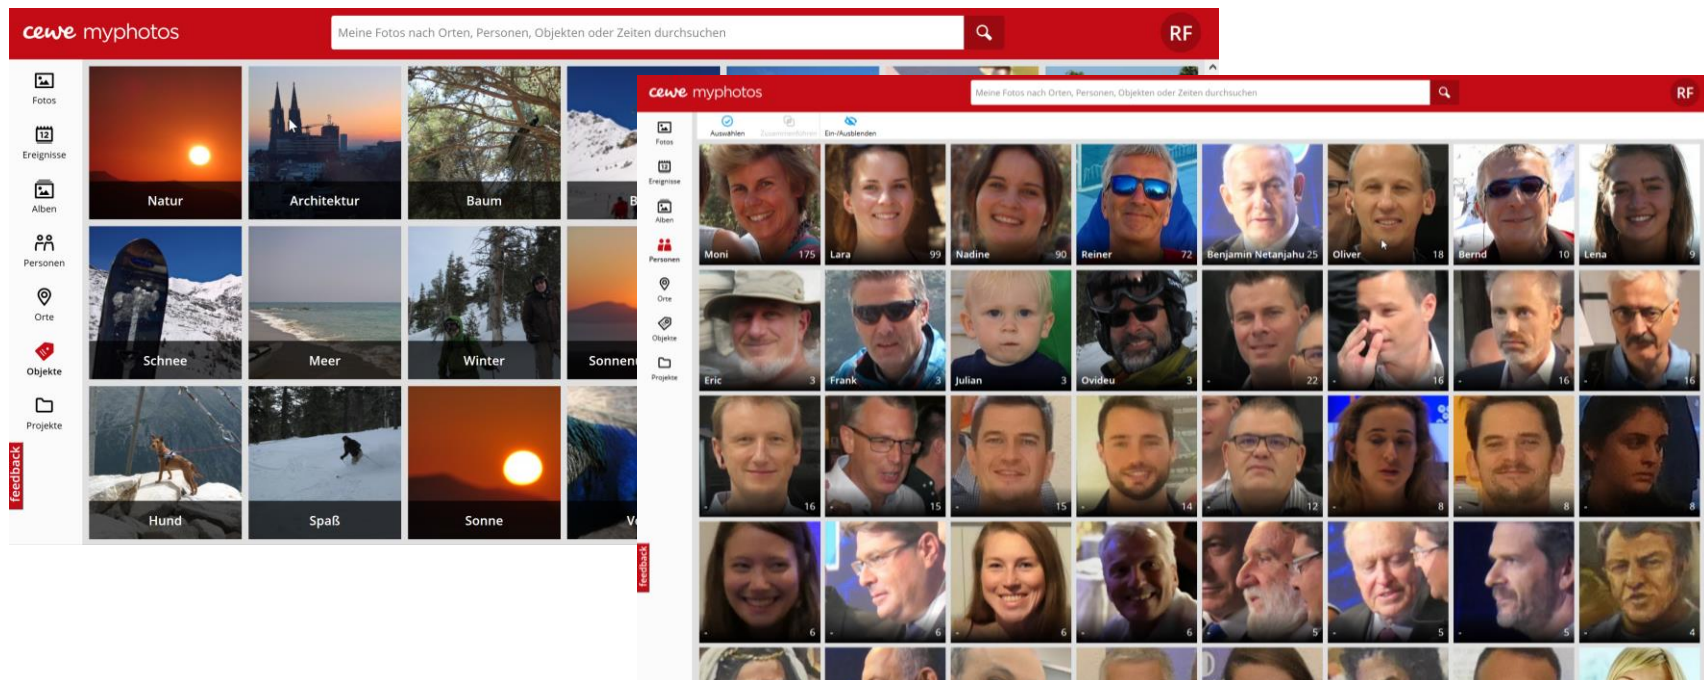 cewe myphotos
Meine Fotos nach Orten, Personen, Objekten oder Zeiten durchsuchen
RF
Fotos
12
Ereignisse
Alben
Personen
Orte
Objekte
Projekte
feedback
Natur
Architektur
Baum
B
Schnee
Meer
Winter
Sonnenu
Hund
Spaß
Sonne
cewe myphotos
Meine Fotos nach Orten, Personen, Objekten oder Zeiten durchsuchen
RF
Auswählen
Zusammenführen
Ein-/Ausblenden
Fotos
12
Ereignisse
Alben
Personen
Orte
Objekte
Projekte
feedback
Moni 175
Lara 99
Nadine 90
Reiner 72
Benjamin Netanjahu 25
Oliver 18
Bernd 10
Lena 9
Eric 3
Frank 3
Julian 3
Ovideu 3
- 22
- 16
- 16
- 16
- 16
- 15
- 15
- 14
- 12
- 8
- 8
- 8
- 6
- 6
- 6
- 6
- 5
- 5
- 5
- 4